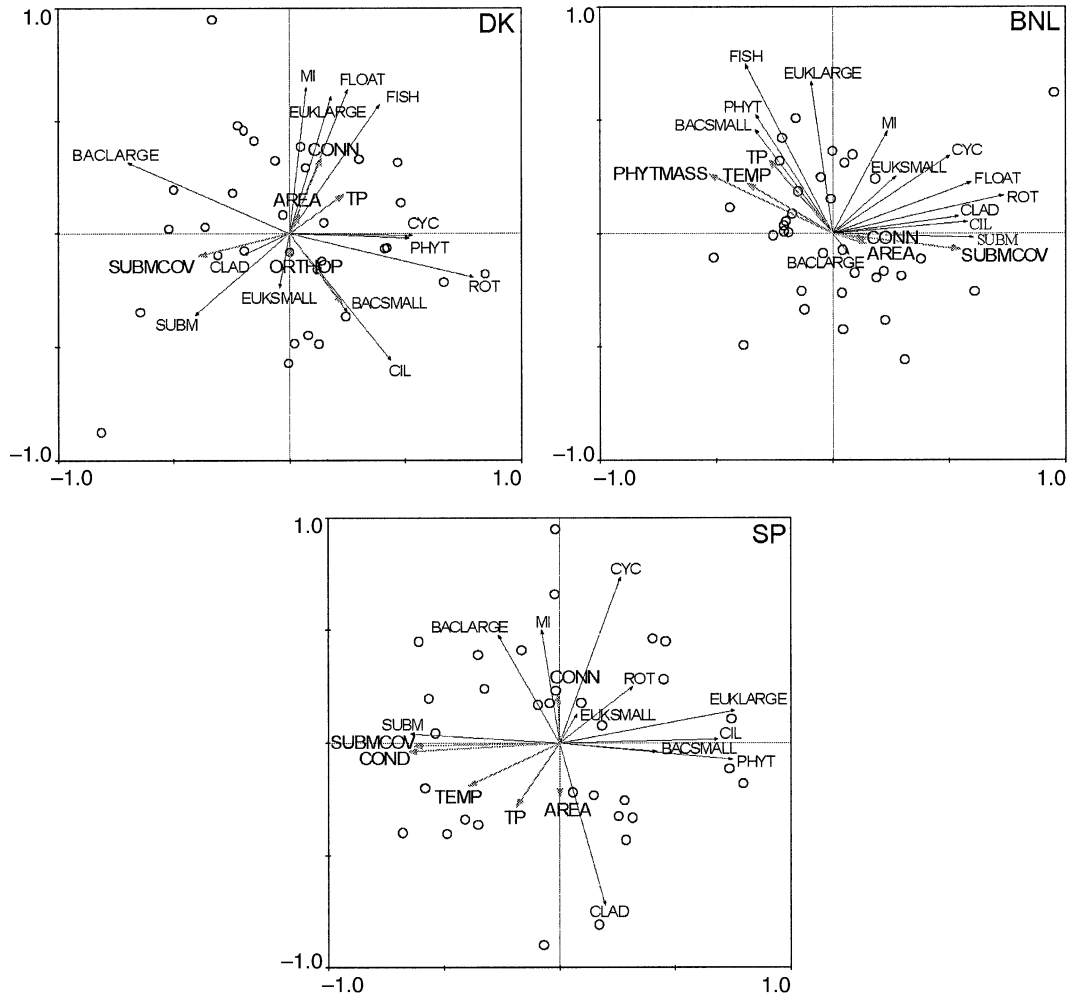 1.0
DK
MI
FLOAT
FISH
EUKLARGE
CONN
BACLARGE
AREA
TP
CYC
PHYT
SUBMCOV
CLAD
ORTHOP
ROT
EUKSMALL
BACSMALL
SUBM
CIL
−1.0
−1.0
1.0
1.0
BNL
FISH
EUKLARGE
PHYT
MI
BACSMALL
CYC
TP
EUKSMALL
PHYTMASS
TEMP
FLOAT
ROT
CLAD
CIL
CONN
SUBM
AREA
SUBMCOV
BACLARGE
−1.0
−1.0
1.0
1.0
SP
CYC
MI
BACLARGE
CONN
ROT
EUKLARGE
EUKSMALL
SUBM
CIL
SUBMCOV
BACSMALL
COND
PHYT
TEMP
AREA
TP
CLAD
−1.0
−1.0
1.0